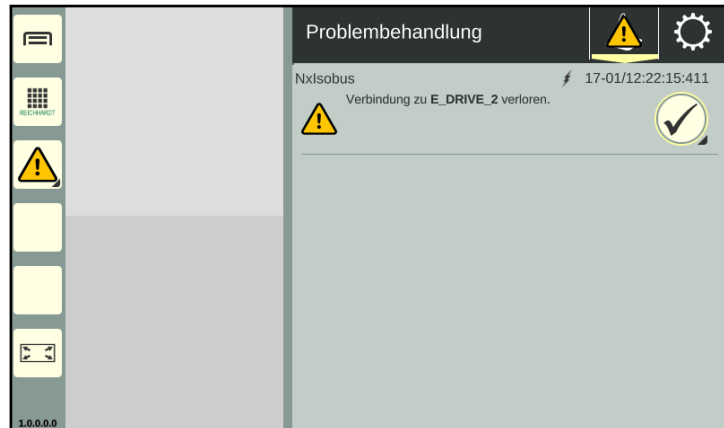 Problembehandlung
NxIsobus 17-01/12:22:15:411
Verbindung zu E_DRIVE_2 verloren.
REICHHARDT
1.0.0.0.0